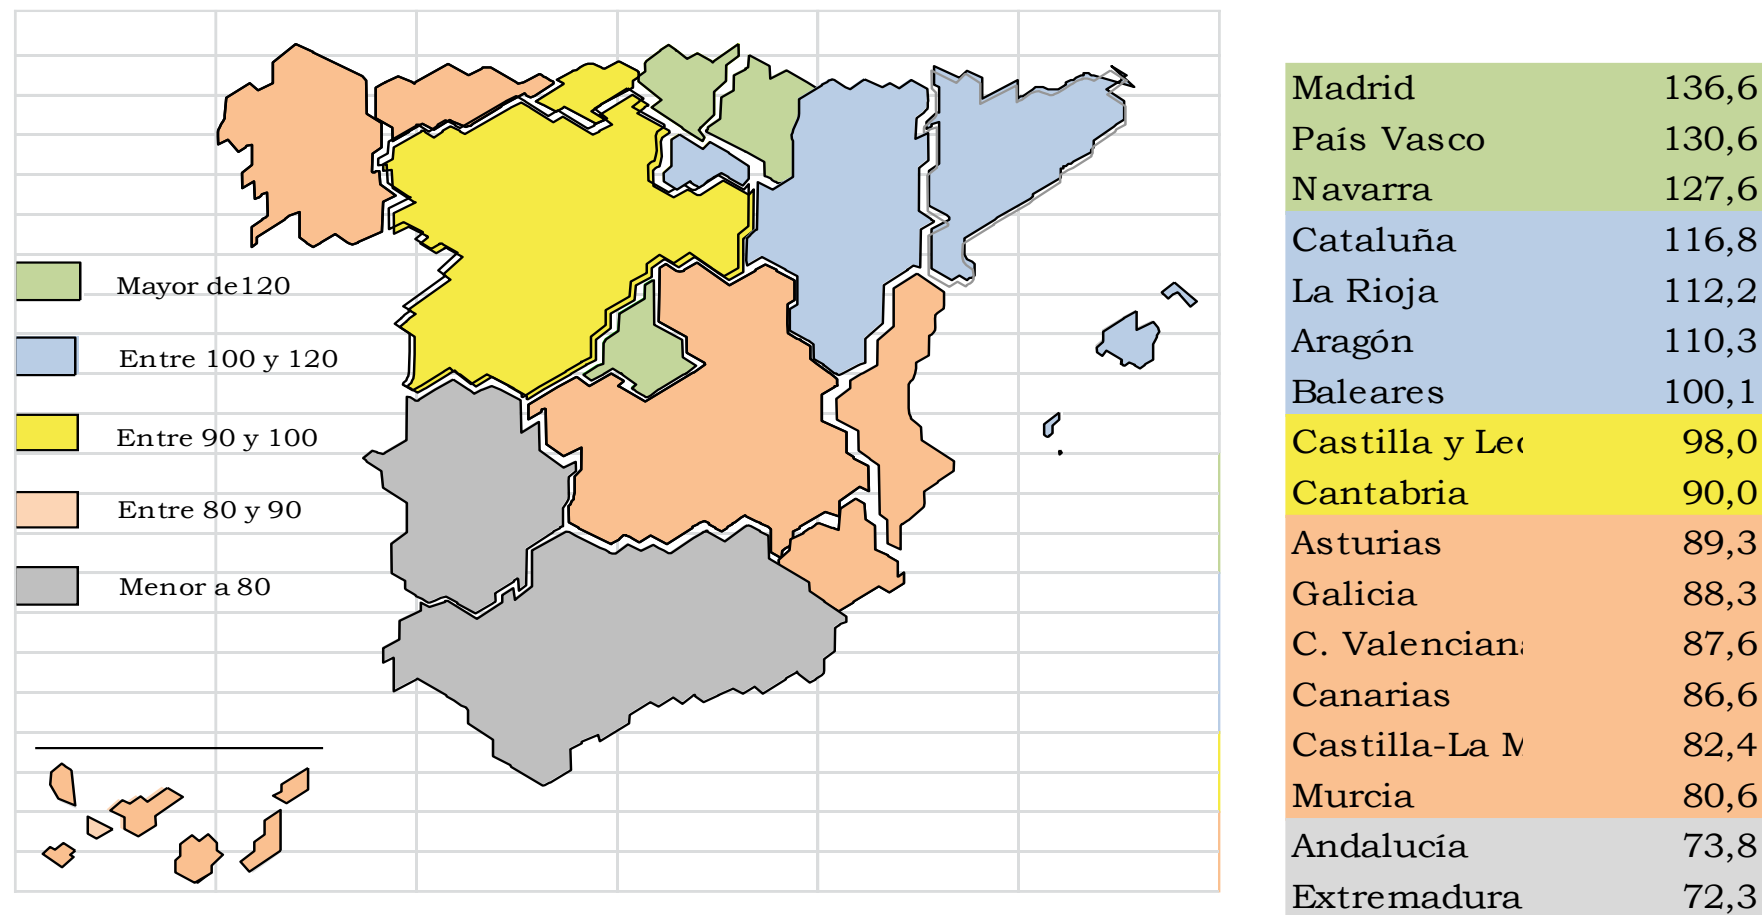 Mayor de120
Entre 100 y 120
Entre 90 y 100
Entre 80 y 90
Menor a 80
Madrid 136,6
País Vasco 130,6
Navarra 127,6
Cataluña 116,8
La Rioja 112,2
Aragón 110,3
Baleares 100,1
Castilla y Le 98,0
Cantabria 90,0
Asturias 89,3
Galicia 88,3
C. Valencian 87,6
Canarias 86,6
Castilla-La 82,4
Murcia 80,6
Andalucía 73,8
Extremadura 72,3